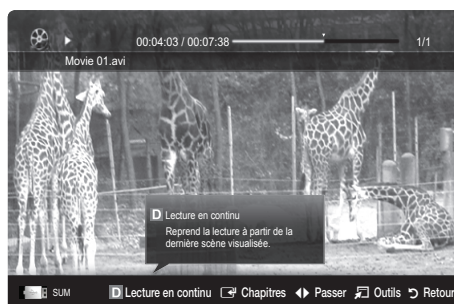 00:04:03 / 00:07:38 1/1
Movie 01.avi
D Lecture en continu
Reprend la lecture à partir de la
dernière scène visualisée.
SUM D Lecture en continu Chapitres Passer Outils Retour